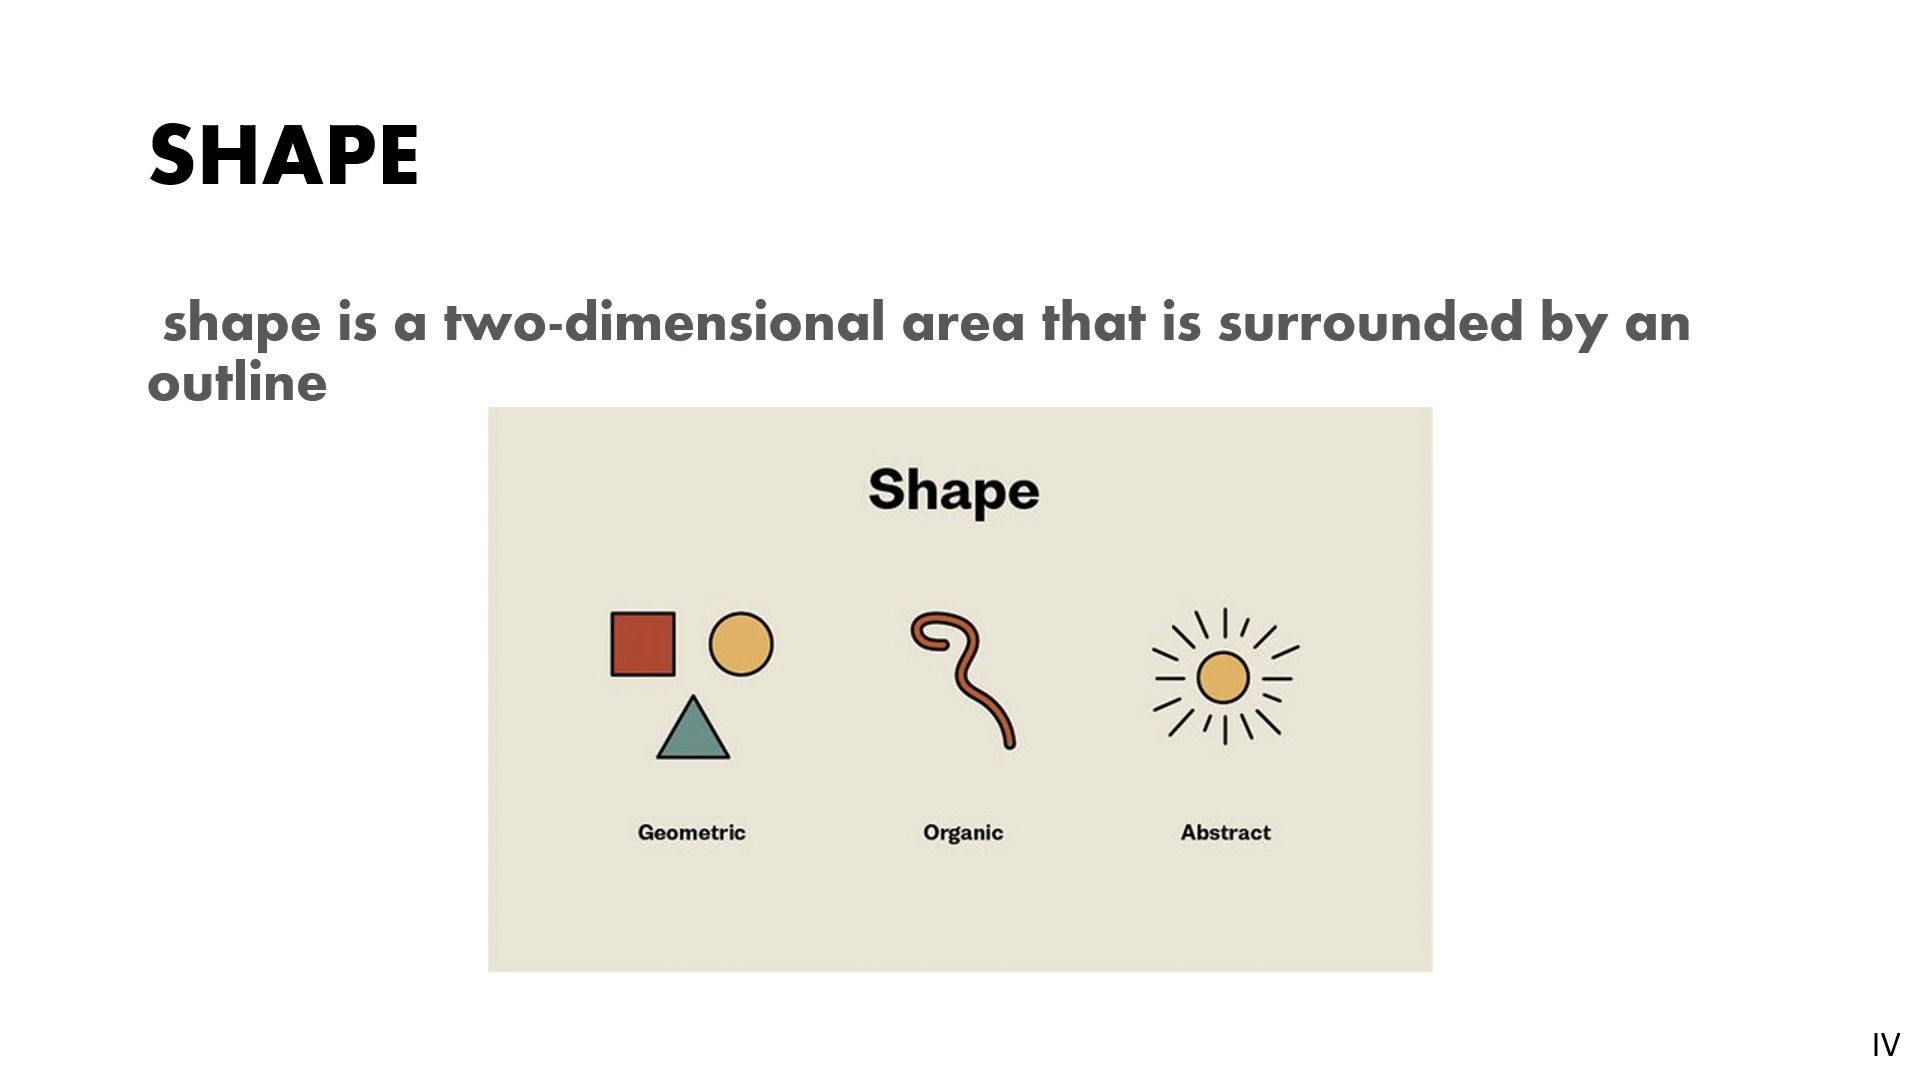 SHAPE
shape is a two-dimensional area that is surrounded by an
outline
Shape
Geometric
Organic
Abstract
IV